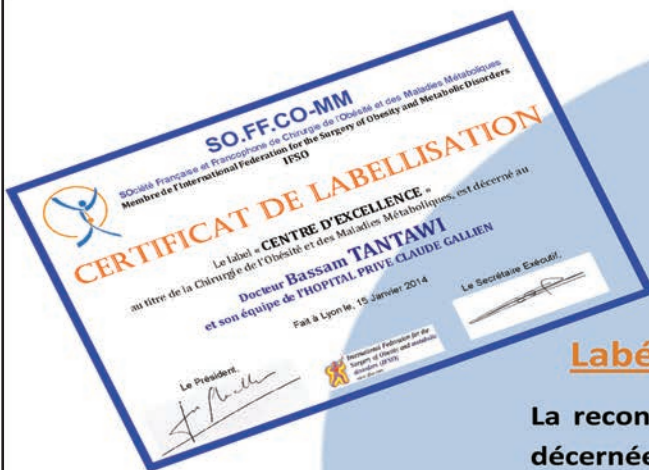 SO.FF.CO-MM
SOciété Française et Francophone de Chirurgie de l'Obésité et des Maladies Métaboliques
Membre de l'International Federation for the Surgery of Obesity and Metabolic Disorders
IFSO
CERTIFICAT DE LABELLISATION
Le label « CENTRE D'EXCELLENCE »
au titre de la Chirurgie de l'Obésité et des Maladies Métaboliques, est décerné au
Docteur Bassam TANTAWI
et son équipe de l'HOPITAL PRIVE CLAUDE GALLIEN
Fait à Lyon le, 15 Janvier 2014
Le Président,
International Federation for the
Surgery of Obesity and metabolic
disorders (IFSO)
Le Secrétaire Exécutif,
Labé
La recon
décernée